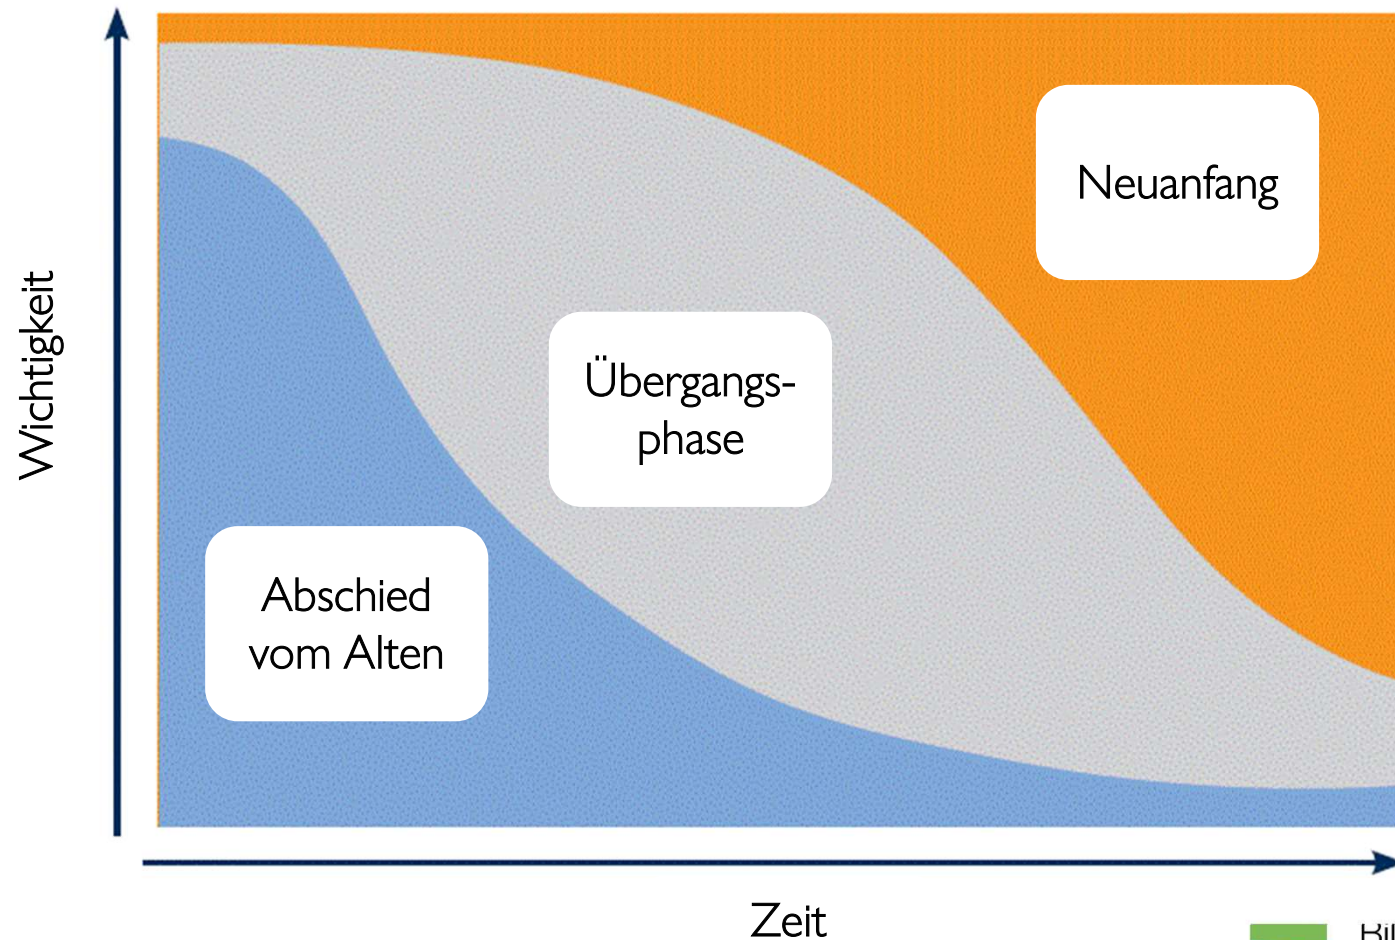 Wichtigkeit
Neuanfang
Übergangs-
phase
Abschied
vom Alten
Zeit